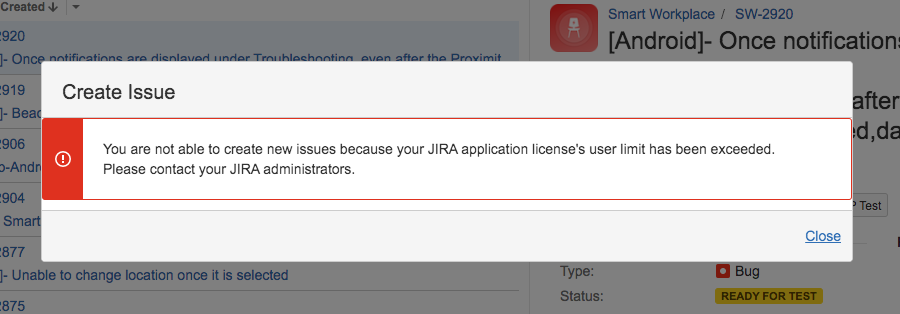 Created
Smart Workplace / SW-2920
2920
[Android]- Once notifications
]- Once notifications are displayed under Troubleshooting, even after the Proximit
2919
]- Beac
after
Create Issue
ed,da
You are not able to create new issues because your JIRA application license's user limit has been exceeded.
Please contact your JIRA administrators.
2906
o-Andr
2904
Smart
Test
Close
2877
]- Unable to change location once it is selected
Type: Bug
Status: READY FOR TEST
2875